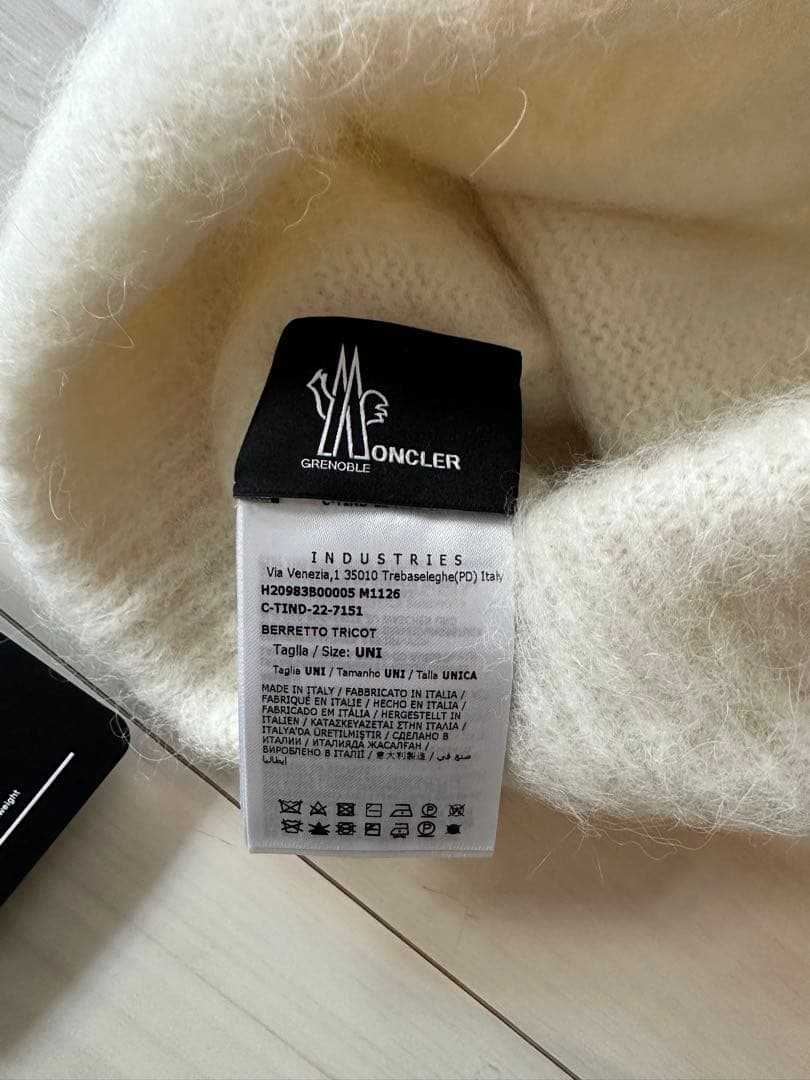 MONCLER
GRENOBLE
INDUSTRIES
Via Venezia,1 35010 Trebaseleghe(PD) Italy
H20983B00005 M1126
C-TIND-22-7151
BERRETTO TRICOT
Taglia / Size: UNI
Taglia UNI / Tamanho UNI / Talla UNICA
MADE IN ITALY / FABBRICATO IN ITALIA /
FABRIQUÉ EN ITALIE / HECHO EN ITALIA /
FABRICADO EM ITÁLIA / HERGESTELLT IN
ITALIEN / ΚΑΤΑΣΚΕΥΑΖΕΤΑΙ ΣΤΗΝ ΙΤΑΛΙΑ /
ITALYA'DA ÜRETILMIŞTIR / СДЕЛАНО В
ИТАЛИИ / ИТАЛИЯДА ЖАСАЛҒАН /
ВИРОБЛЕНО В ІТАЛІЇ / 意大利製造 / صنع في
ايطاليا
weight